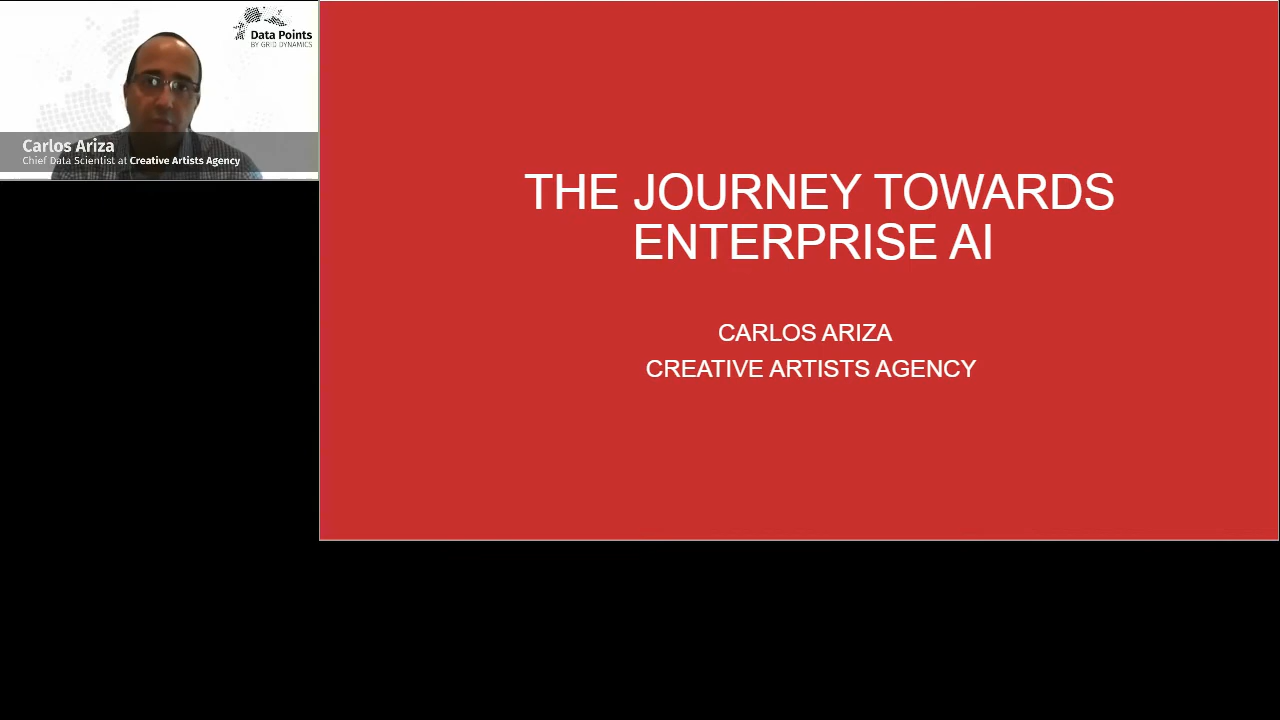 Data Points
BY GRID DYNAMICS
Carlos Ariza
Chief Data Scientist at Creative Artists Agency
THE JOURNEY TOWARDS
ENTERPRISE AI
CARLOS ARIZA
CREATIVE ARTISTS AGENCY